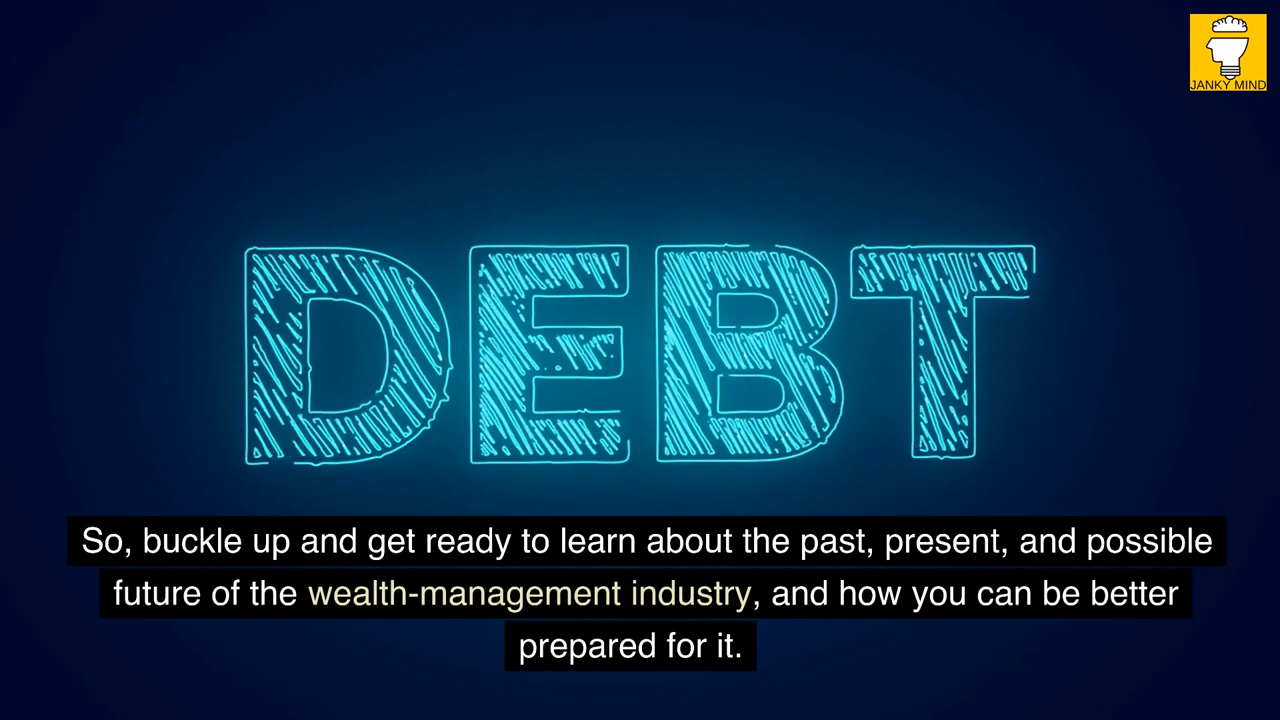 JANKY MIND
DEBT
So, buckle up and get ready to learn about the past, present, and possible
future of the wealth-management industry, and how you can be better
prepared for it.